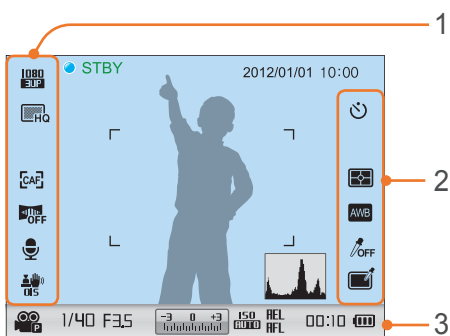 1
STBY
2012/01/01 10:00
1080
30P
HQ
CAF
OFF
OIS
2
AWB
OFF
P
1/40 F3.5
-3 0 +3
ISO
AUTO
AEL
AFL
00:10
3